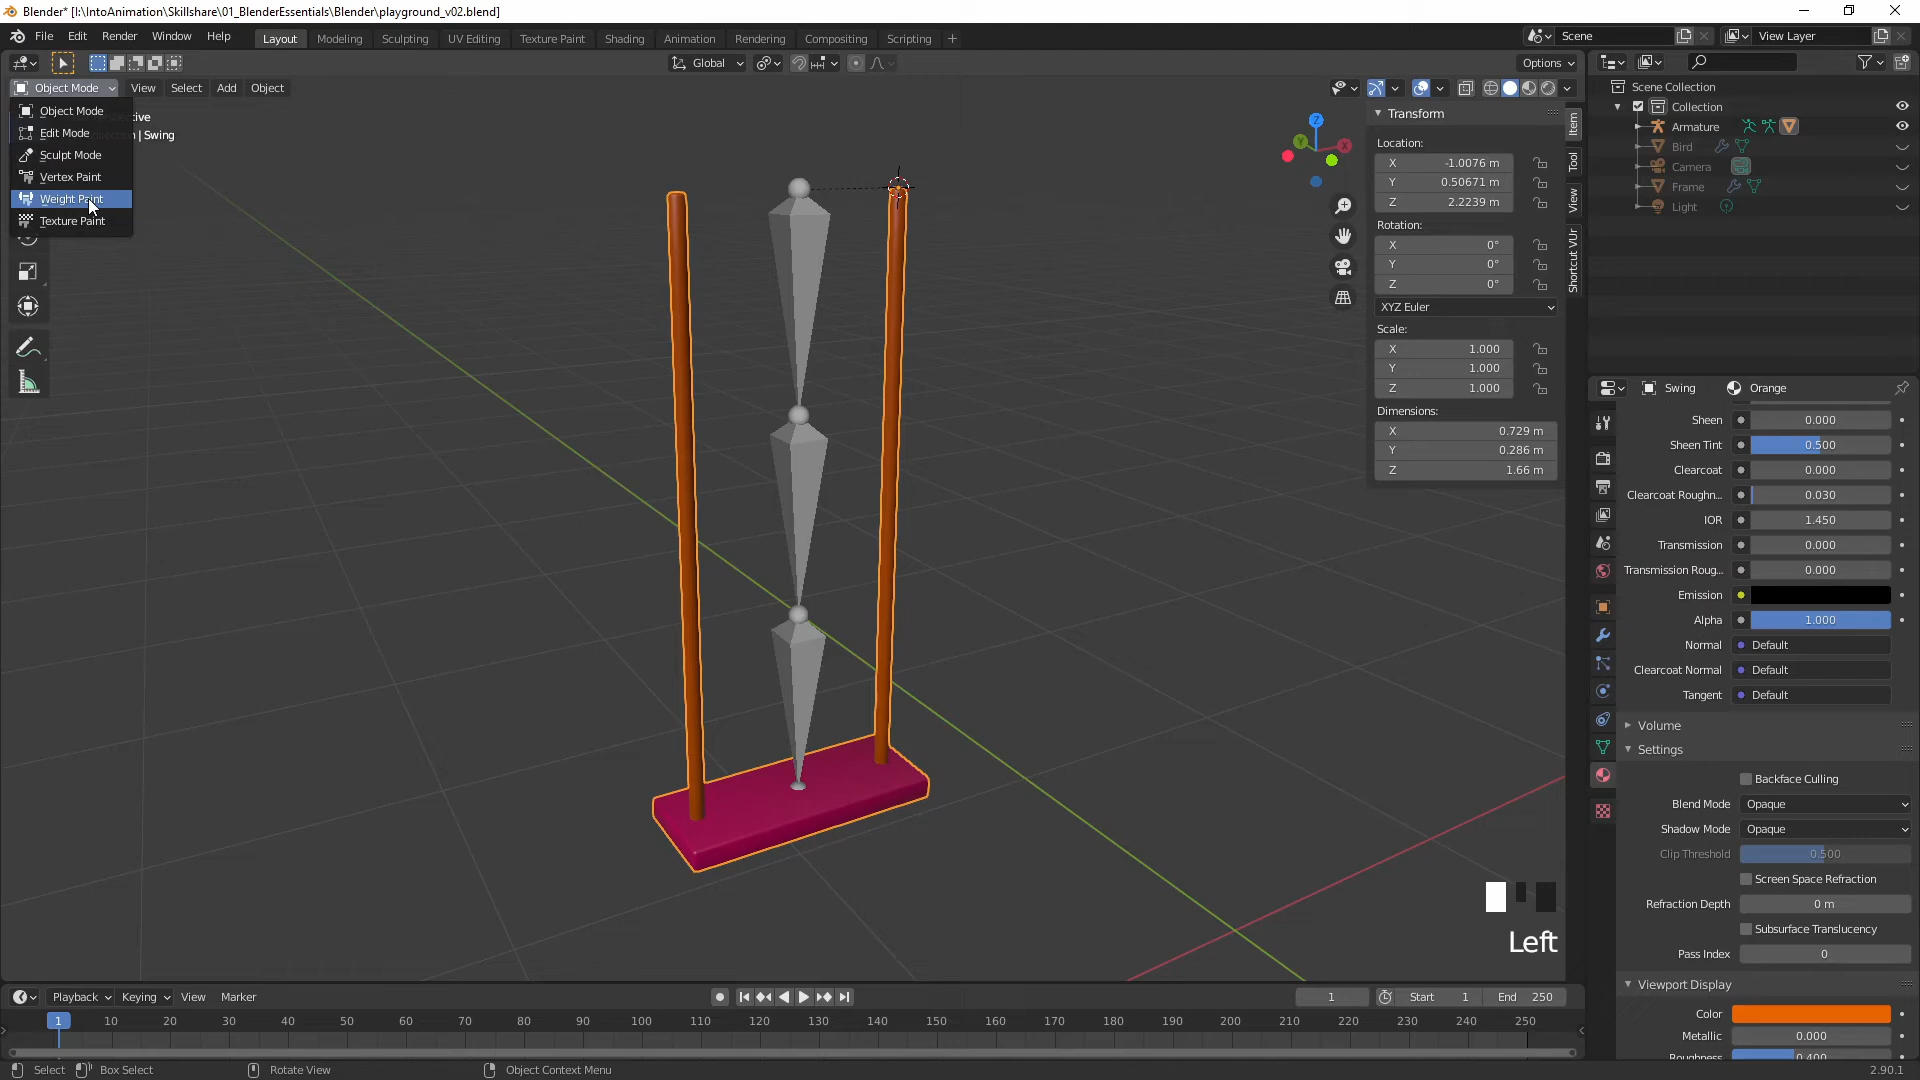 Blender* [I:\IntoAnimation\Skillshare\01_BlenderEssentials\Blender\playground_v02.blend]
File Edit Render Window Help Layout Modeling Sculpting UV Editing Texture Paint Shading Animation Rendering Compositing Scripting + Scene View Layer
Global Options
Object Mode View Select Add Object
Object Mode
Edit Mode
Sculpt Mode
Vertex Paint
Weight Paint
Texture Paint
| Swing
Z
Y
X
Transform
Location:
X -1.0076 m
Y 0.50671 m
Z 2.2239 m
Rotation:
X 0°
Y 0°
Z 0°
XYZ Euler
Scale:
X 1.000
Y 1.000
Z 1.000
Dimensions:
X 0.729 m
Y 0.286 m
Z 1.66 m
Item
Tool
View
Shortcut VUr
Scene Collection
Collection
Armature
Bird
Camera
Frame
Light
Swing Orange
Sheen 0.000
Sheen Tint 0.500
Clearcoat 0.000
Clearcoat Roughn... 0.030
IOR 1.450
Transmission 0.000
Transmission Roug... 0.000
Emission
Alpha 1.000
Normal Default
Clearcoat Normal Default
Tangent Default
Volume
Settings
Backface Culling
Blend Mode Opaque
Shadow Mode Opaque
Clip Threshold 0.500
Screen Space Refraction
Refraction Depth 0 m
Subsurface Translucency
Pass Index 0
Viewport Display
Color
Metallic 0.000
Roughness 0.400
Left
Playback Keying View Marker 1 Start 1 End 250
1 10 20 30 40 50 60 70 80 90 100 110 120 130 140 150 160 170 180 190 200 210 220 230 240 250
Select Box Select Rotate View Object Context Menu 2.90.1